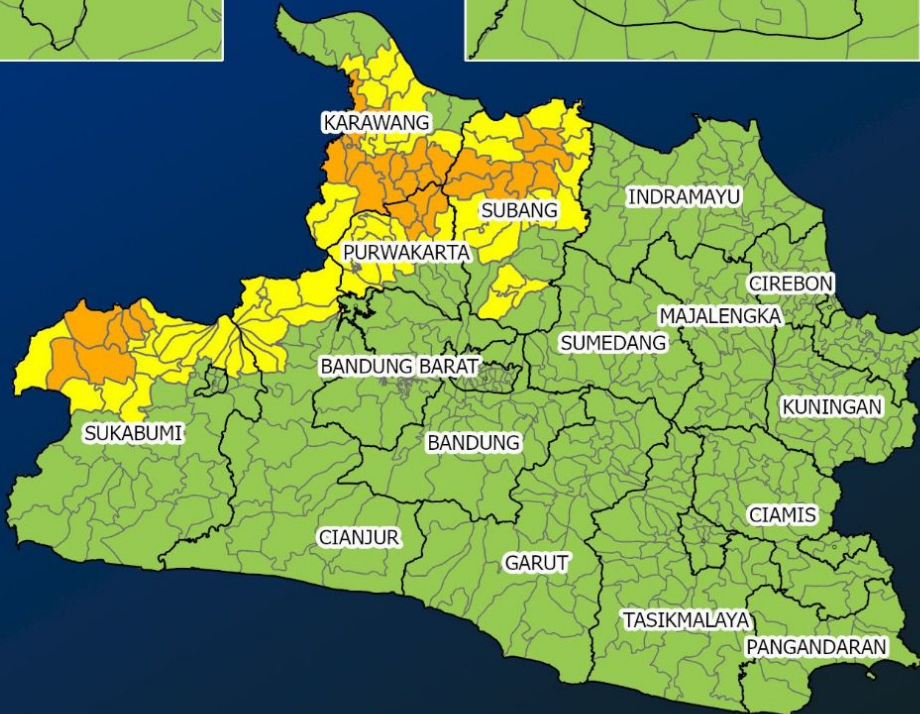 KARAWANG
INDRAMAYU
SUBANG
PURWAKARTA
CIREBON
MAJALENGKA
SUMEDANG
BANDUNG BARAT
KUNINGAN
SUKABUMI
BANDUNG
CIAMIS
CIANJUR
GARUT
TASIKMALAYA
PANGANDARAN